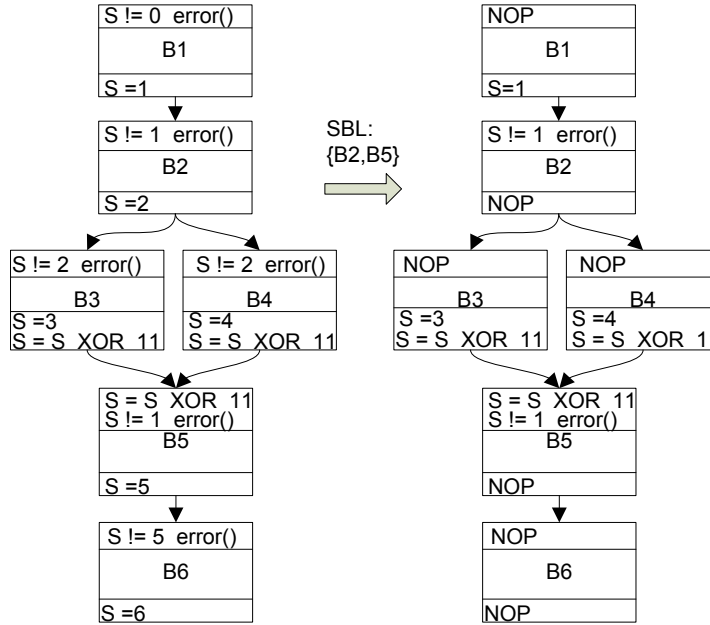 S != 0 error()
B1
S =1
S != 1 error()
B2
S =2
S != 2 error()
B3
S =3
S = S XOR 11
S != 2 error()
B4
S =4
S = S XOR 11
S = S XOR 11
S != 1 error()
B5
S =5
S != 5 error()
B6
S =6
SBL:
{B2,B5}
NOP
B1
S=1
S != 1 error()
B2
NOP
NOP
B3
S =3
S = S XOR 11
NOP
B4
S =4
S = S XOR 1
S = S XOR 11
S != 1 error()
B5
NOP
NOP
B6
NOP